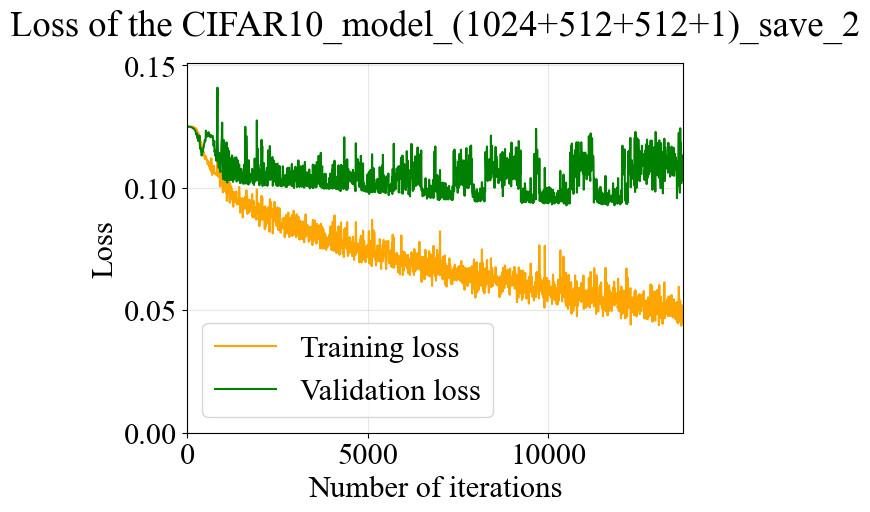 Loss of the CIFAR10_model_(1024+512+512+1)_save_2
0.15
0.10
0.05
0.00
Loss
Training loss
Validation loss
0 5000 10000
Number of iterations